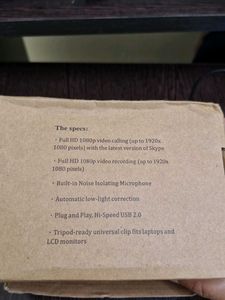 The specs:
· Full HD 1080p video calling (up to 1920x
1080 pixels) with the latest version of Skype
· Full HD 1080p video recording (up to 1920x
1080 pixels)
· Built-in Noise Isolating Microphone
· Automatic low-light correction
· Plug and Play, Hi-Speed USB 2.0
· Tripod-ready universal clip fits laptops and
LCD monitors